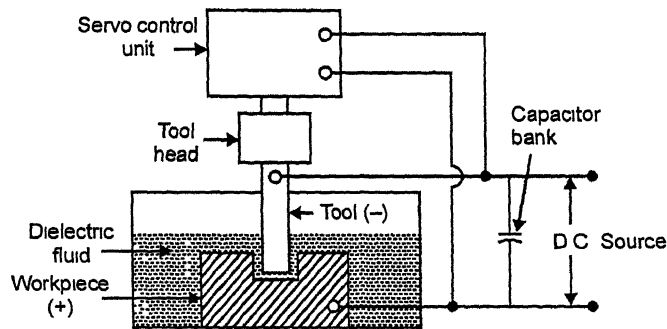 Servo control
unit
Tool
head
Capacitor
bank
Tool (–)
Dielectric
fluid
Workpiece
(+)
D C Source